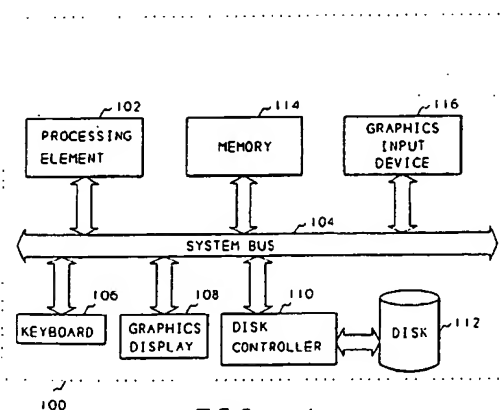 102
114
116
PROCESSING
ELEMENT
MEMORY
GRAPHICS
INPUT
DEVICE
104
SYSTEM BUS
106
108
110
KEYBOARD
GRAPHICS
DISPLAY
DISK
CONTROLLER
DISK
112
100